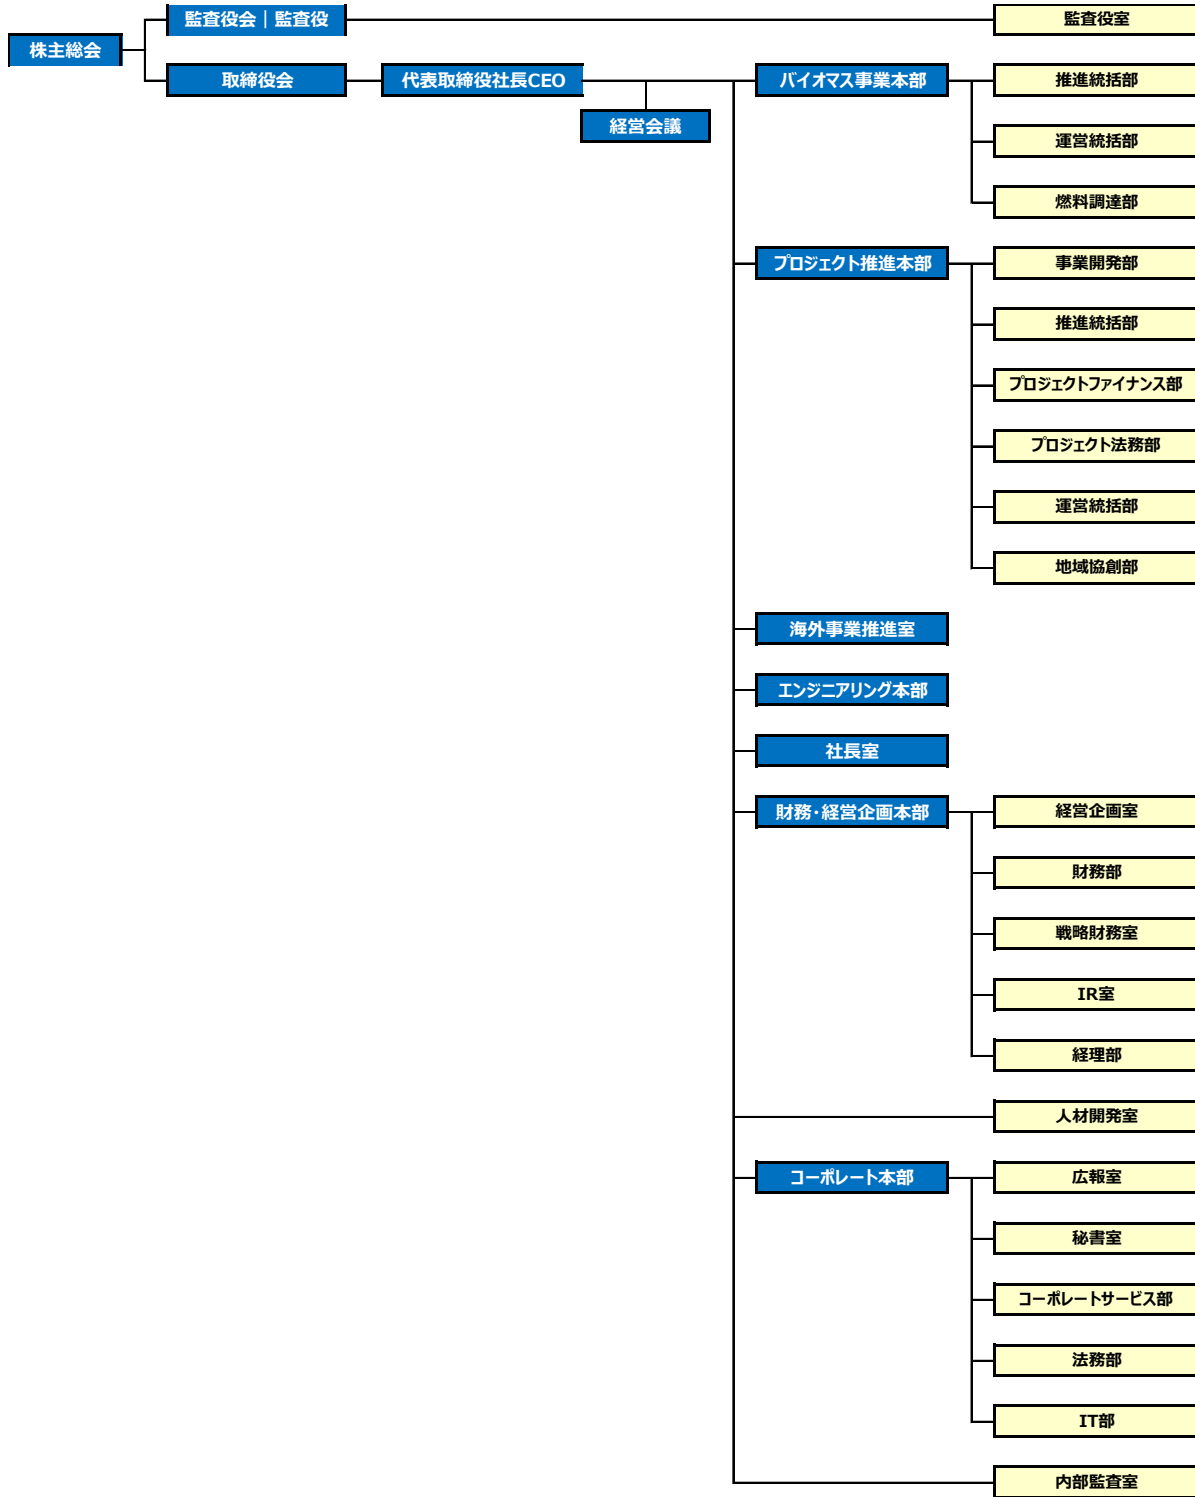 監査役会｜監査役
監査役室
株主総会
取締役会
代表取締役社長CEO
バイオマス事業本部
推進統括部
経営会議
運営統括部
燃料調達部
プロジェクト推進本部
事業開発部
推進統括部
プロジェクトファイナンス部
プロジェクト法務部
運営統括部
地域協創部
海外事業推進室
エンジニアリング本部
社長室
財務・経営企画本部
経営企画室
財務部
戦略財務室
IR室
経理部
人材開発室
コーポレート本部
広報室
秘書室
コーポレートサービス部
法務部
IT部
内部監査室